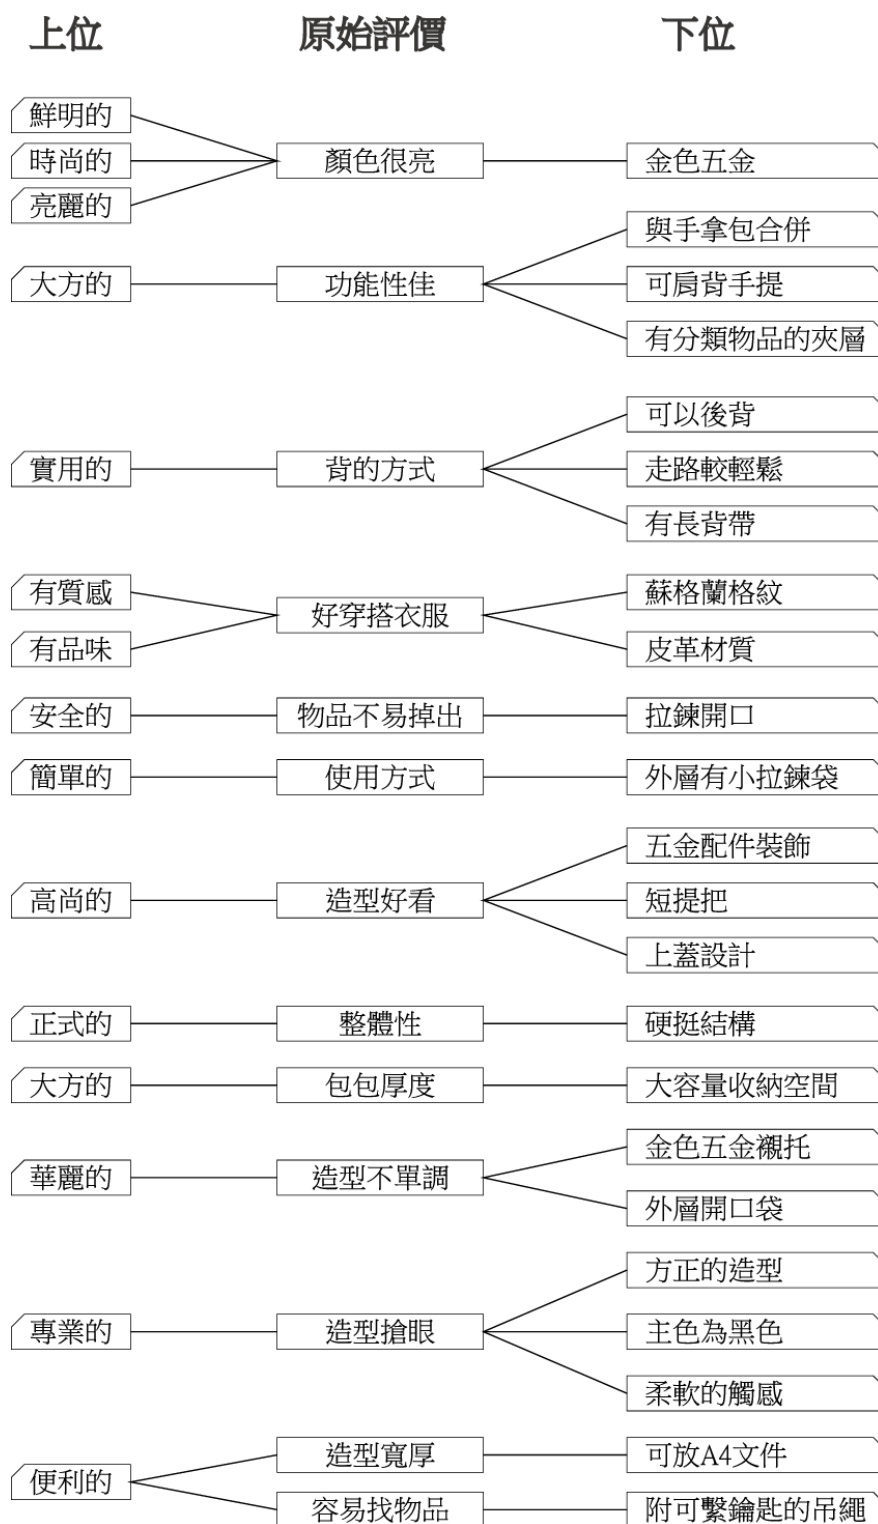 上位 原始評價 下位
鮮明的
時尚的 顏色很亮 金色五金
亮麗的
與手拿包合併
大方的 功能性佳 可肩背手提
有分類物品的夾層
可以後背
實用的 背的方式 走路較輕鬆
有長背帶
有質感 蘇格蘭格紋
好穿搭衣服
有品味 皮革材質
安全的 物品不易掉出 拉鍊開口
簡單的 使用方式 外層有小拉鍊袋
五金配件裝飾
高尚的 造型好看 短提把
上蓋設計
正式的 整體性 硬挺結構
大方的 包包厚度 大容量收納空間
金色五金襯托
華麗的 造型不單調
外層開口袋
方正的造型
專業的 造型搶眼 主色為黑色
柔軟的觸感
造型寬厚 可放A4文件
便利的
容易找物品 附可繫鑰匙的吊繩